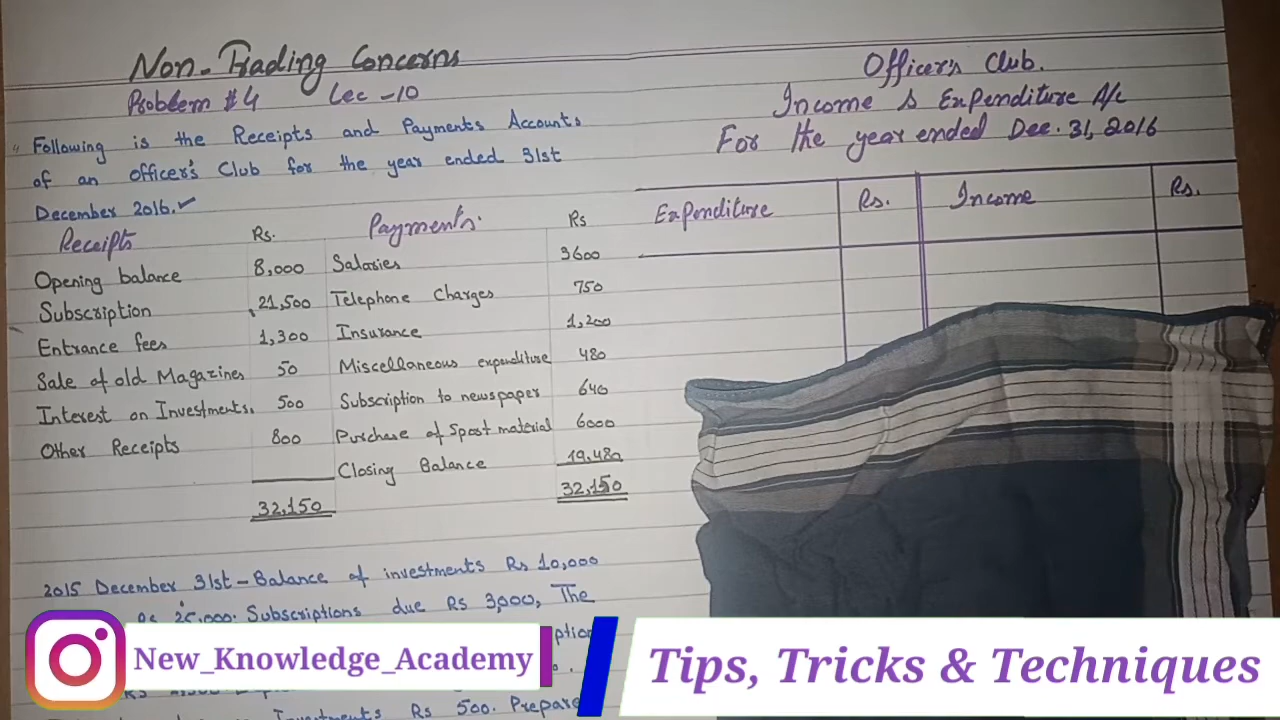 Non-Trading Concerns
Problem #4 Lec -10
" Following is the Receipts and Payments Accounts
of an officer's Club for the year ended 31st
December 2016.
Receipts Rs. Payments. Rs
Opening balance 8,000 Salaries 3600
Subscription 21,500 Telephone Charges 750
Entrance fees 1,300 Insurance 1,200
Sale of old Magazines 50 Miscellaneous expenditure 480
Interest on Investments. 500 Subscription to newspaper 640
Other Receipts 800 Purchase of Sport material 6000
Closing Balance 19,480
32,150 32,150
2015 December 31st - Balance of investments Rs 10,000
Rs 25,000. Subscriptions due Rs 3,000, The
Investments Rs 500. Prepare
Officer's Club.
Income & Expenditure A/c
For the year ended Dec. 31, 2016
Expenditure Rs. Income Rs.
New_Knowledge_Academy
Tips, Tricks & Techniques